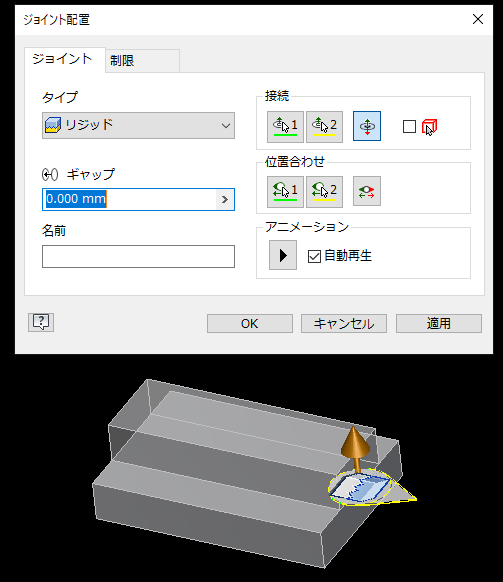 ジョイント配置
ジョイント
制限
タイプ
リジッド
ギャップ
0.000 mm
名前
接続
1
2
位置合わせ
1
2
アニメーション
自動再生
?
OK
キャンセル
適用